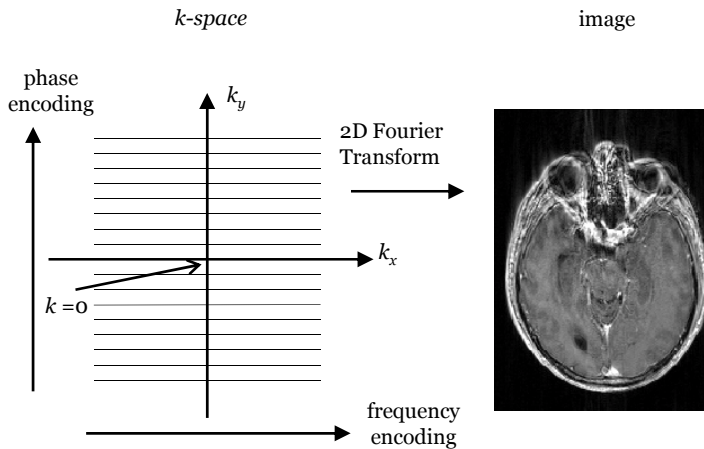 k-space
image
phase
encoding
k_y
2D Fourier
Transform
k_x
k =0
frequency
encoding